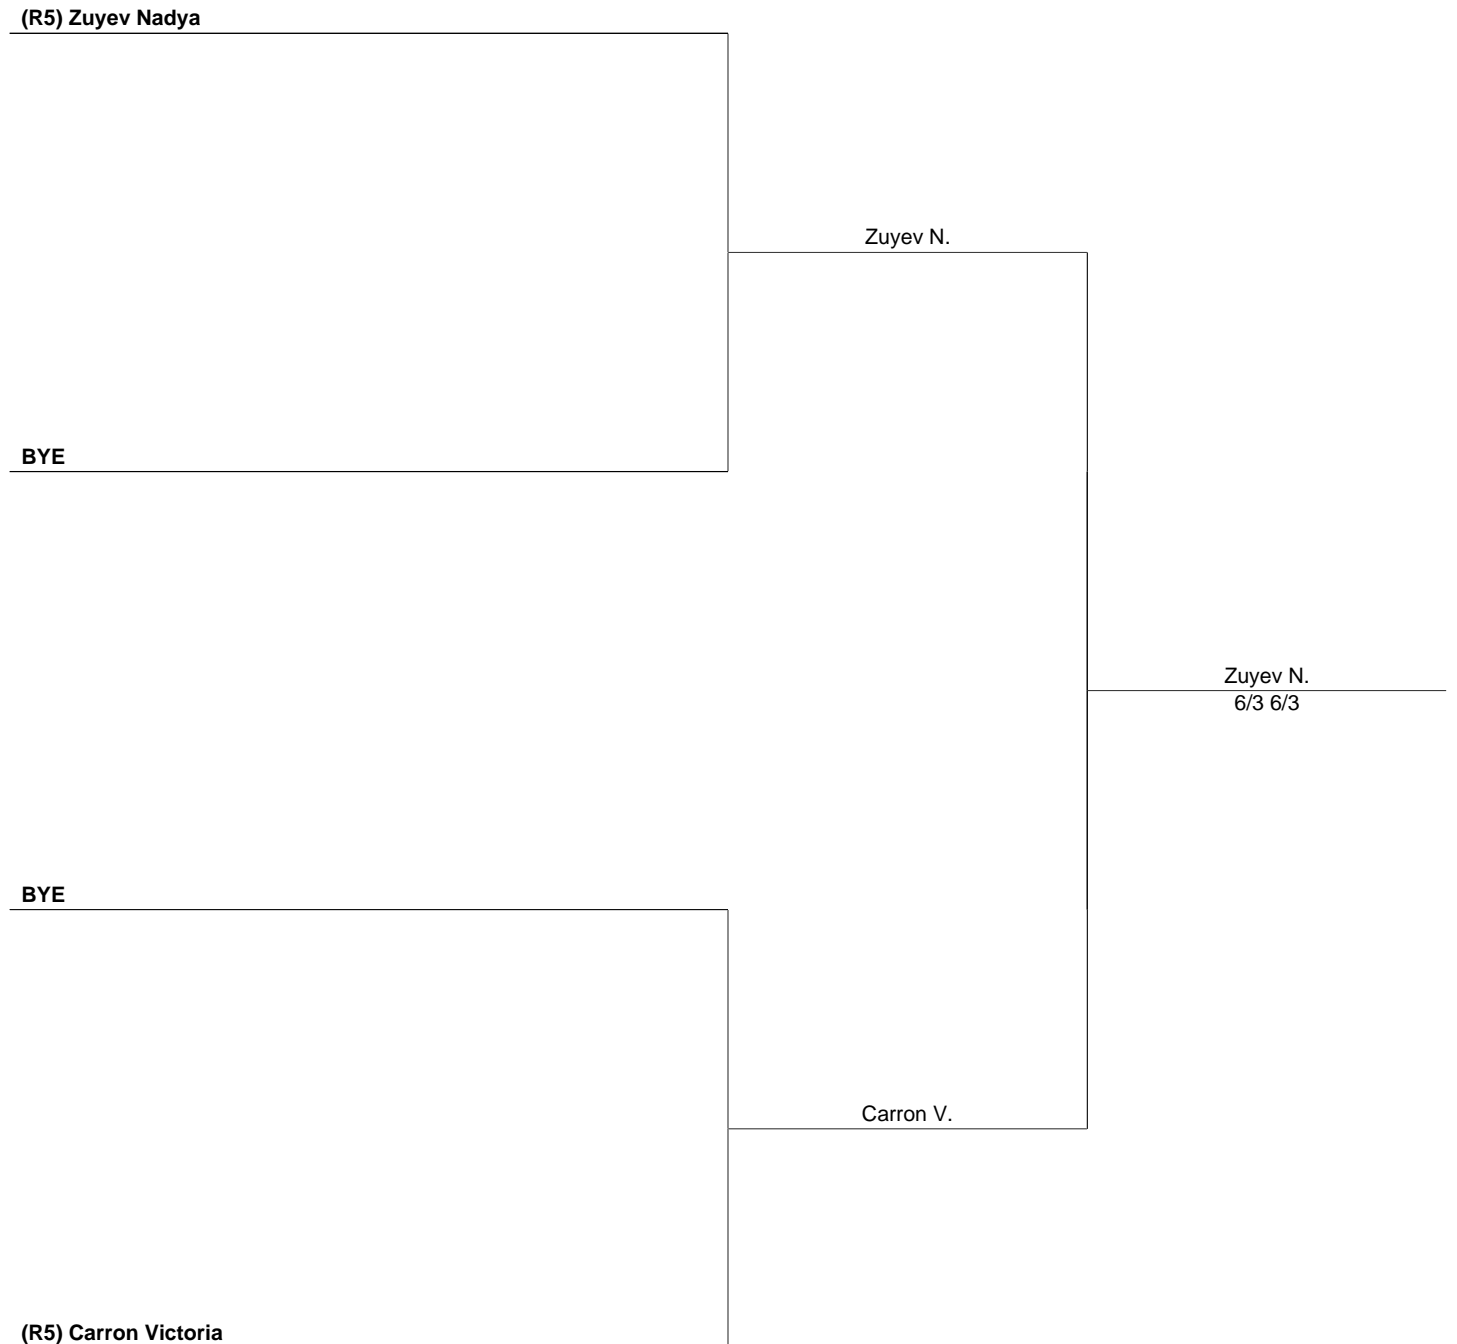 (R5) Zuyev Nadya
Zuyev N.
BYE
Zuyev N.
6/3 6/3
BYE
Carron V.
(R5) Carron Victoria